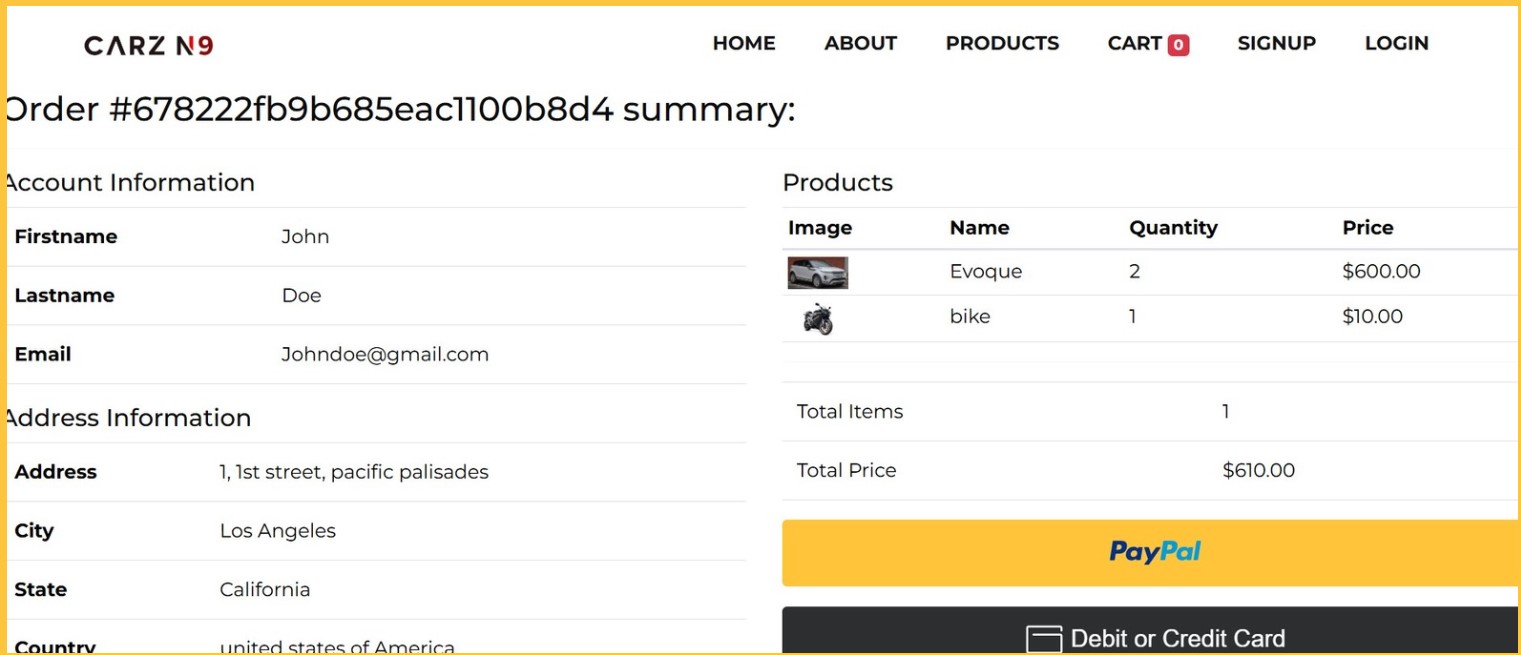 CARZ N9
HOME ABOUT PRODUCTS CART 0 SIGNUP LOGIN
Order #678222fb9b685eac1100b8d4 summary:
Account Information
Firstname John
Lastname Doe
Email Johndoe@gmail.com
Address Information
Address 1, 1st street, pacific palisades
City Los Angeles
State California
Country united states of America
Products
Image Name Quantity Price
Evoque 2 $600.00
bike 1 $10.00
Total Items 1
Total Price $610.00
PayPal
Debit or Credit Card